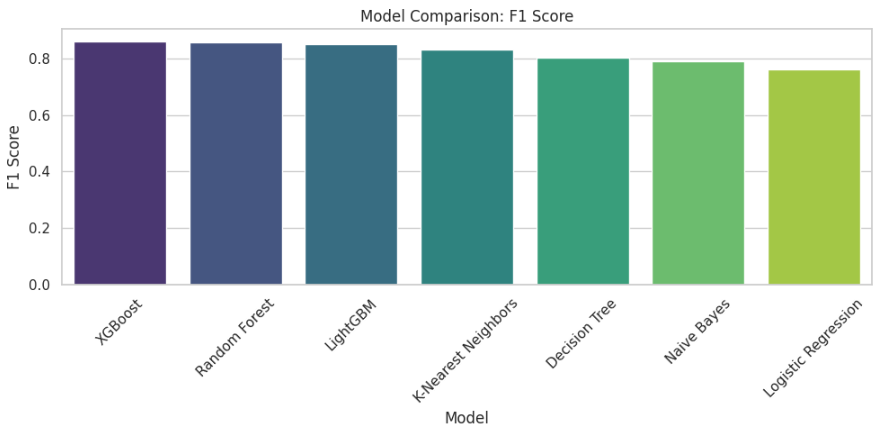 Model Comparison: F1 Score
F1 Score
0.8
0.6
0.4
0.2
0.0
XGBoost
Random Forest
LightGBM
K-Nearest Neighbors
Decision Tree
Naive Bayes
Logistic Regression
Model